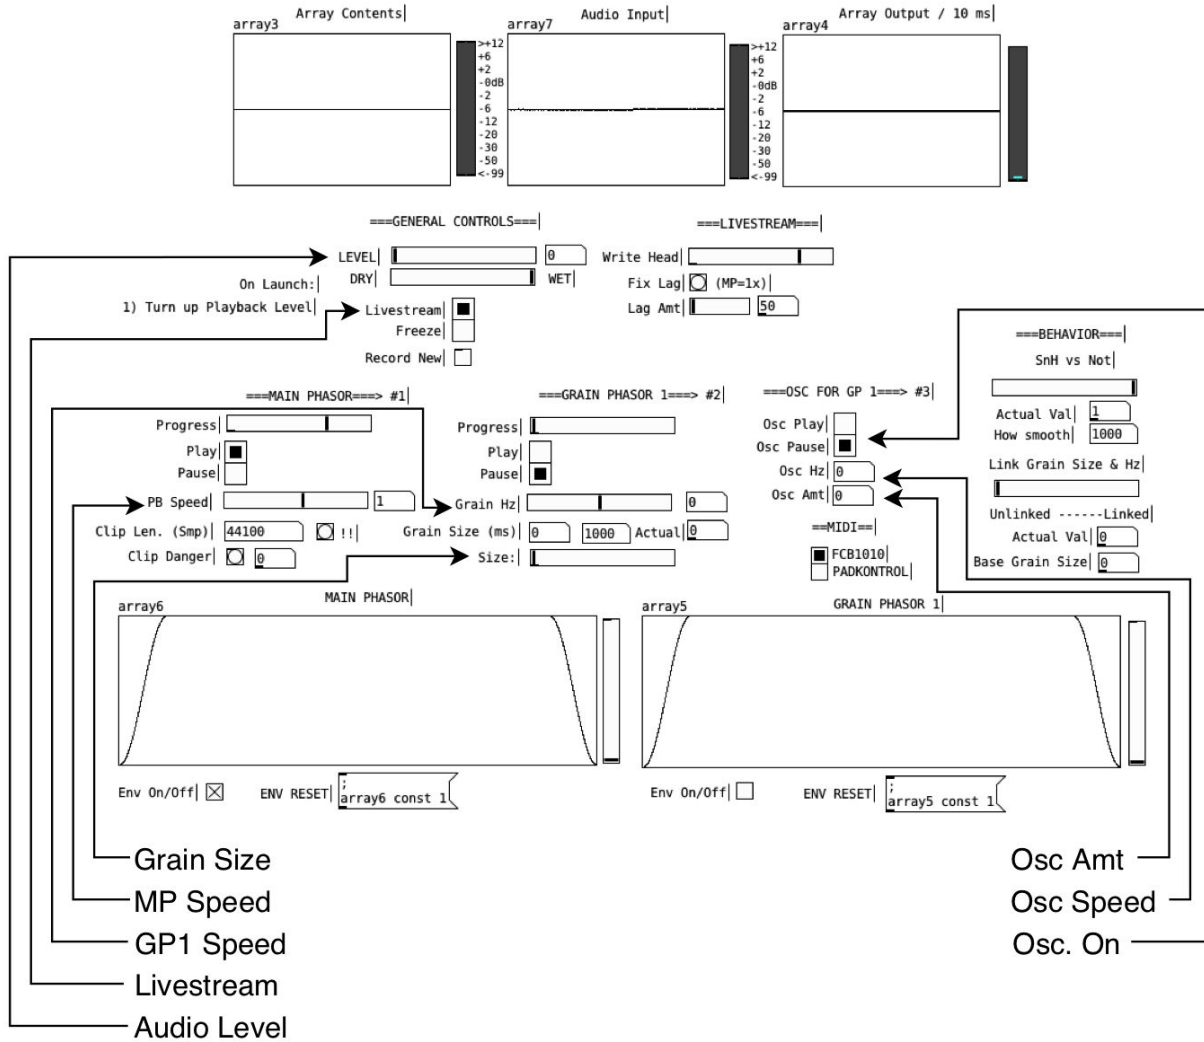 Array Contents
Audio Input
Array Output / 10 ms
array3
array7
array4
>+12
+6
+2
-0dB
-2
-6
-12
-20
-30
-50
<-99
>+12
+6
+2
-0dB
-2
-6
-12
-20
-30
-50
<-99
===GENERAL CONTROLS===
===LIVESTREAM===
LEVEL
0
Write Head
DRY
WET
On Launch:
1) Turn up Playback Level
Fix Lag
(MP=1x)
Lag Amt
50
Livestream
Freeze
Record New
===BEHAVIOR===
SnH vs Not
Actual Val
1
How smooth
1000
Link Grain Size & Hz
Unlinked ------Linked
Actual Val
0
Base Grain Size
0
===MAIN PHASOR===> #1
Progress
Play
Pause
PB Speed
1
Clip Len. (Smp)
44100
!!
Clip Danger
0
===GRAIN PHASOR 1===> #2
Progress
Play
Pause
Grain Hz
0
Grain Size (ms)
0
1000
Actual
0
Size:
===OSC FOR GP 1===> #3
Osc Play
Osc Pause
Osc Hz
0
Osc Amt
0
==MIDI==
FCB1010
PADKONTROL
array6
MAIN PHASOR
array5
GRAIN PHASOR 1
Env On/Off
ENV RESET
;
array6 const 1
Env On/Off
ENV RESET
;
array5 const 1
Grain Size
MP Speed
GP1 Speed
Livestream
Audio Level
Osc Amt
Osc Speed
Osc. On